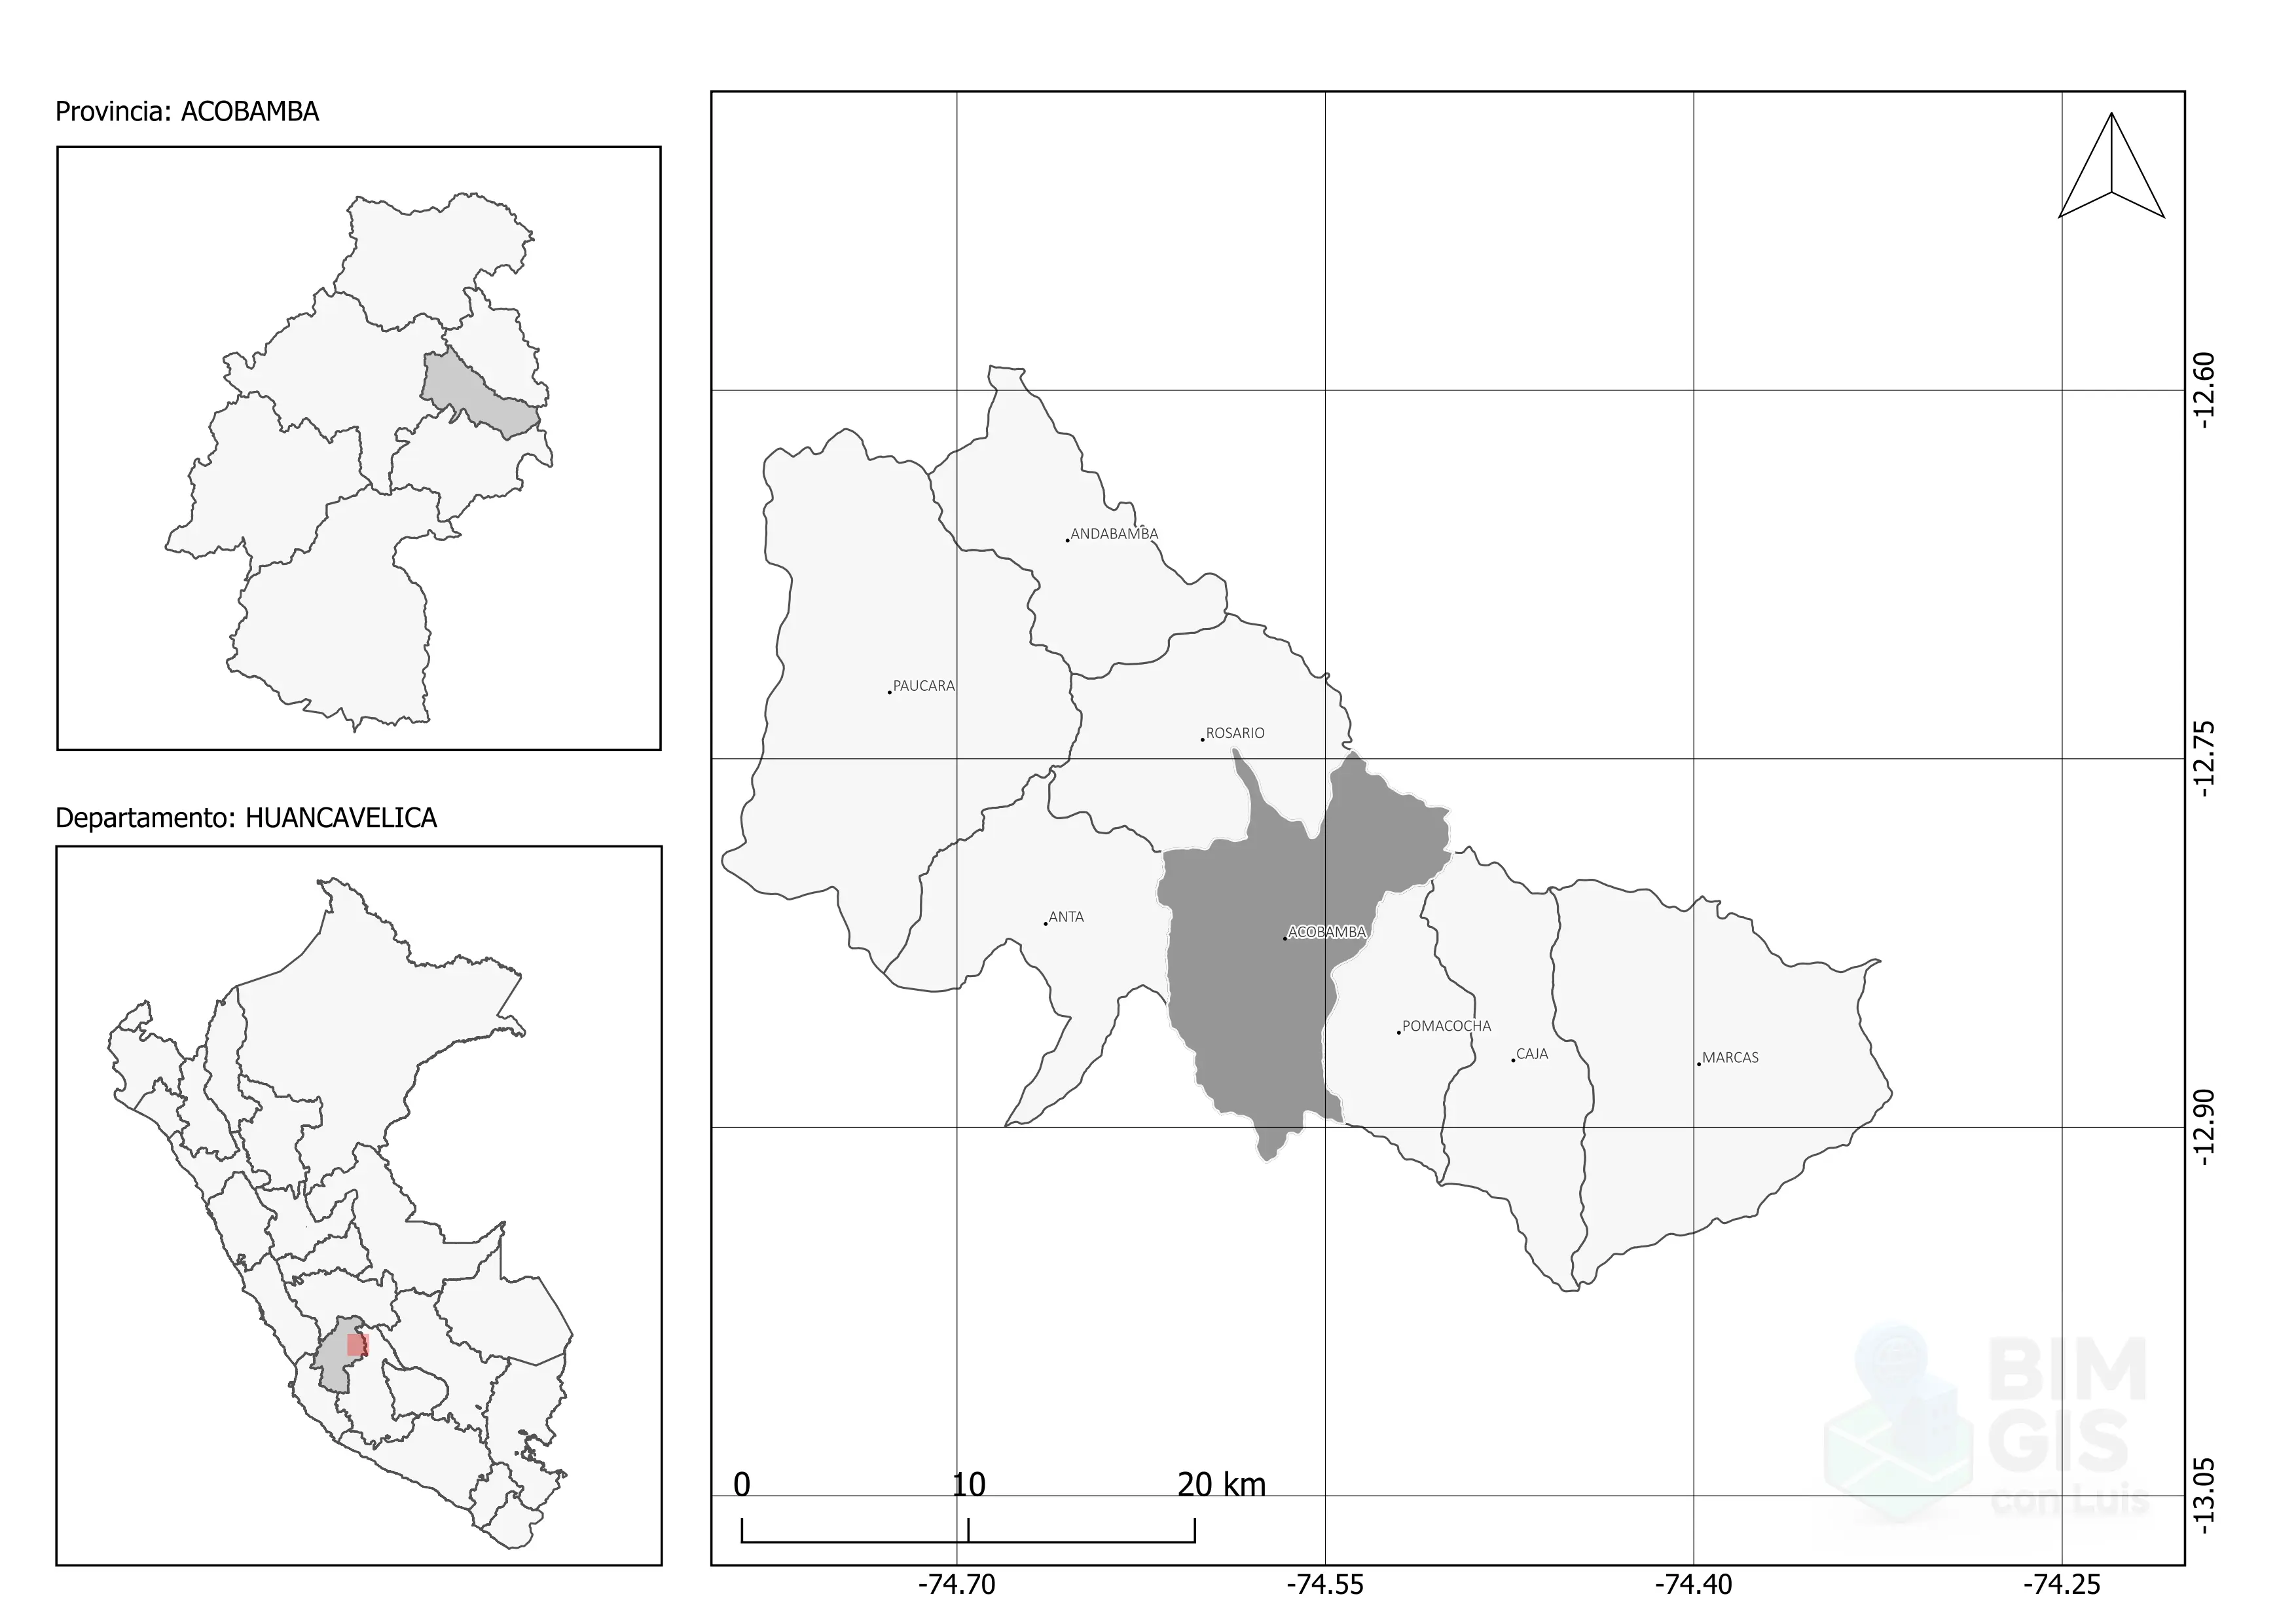 Provincia: ACOBAMBA
Departamento: HUANCAVELICA
ANDABAMBA
PAUCARA
ROSARIO
ANTA
ACOBAMBA
POMACOCHA
CAJA
MARCAS
0 10 20 km
-12.60
-12.75
-12.90
-13.05
-74.70 -74.55 -74.40 -74.25
BIM
GIS
con Luis